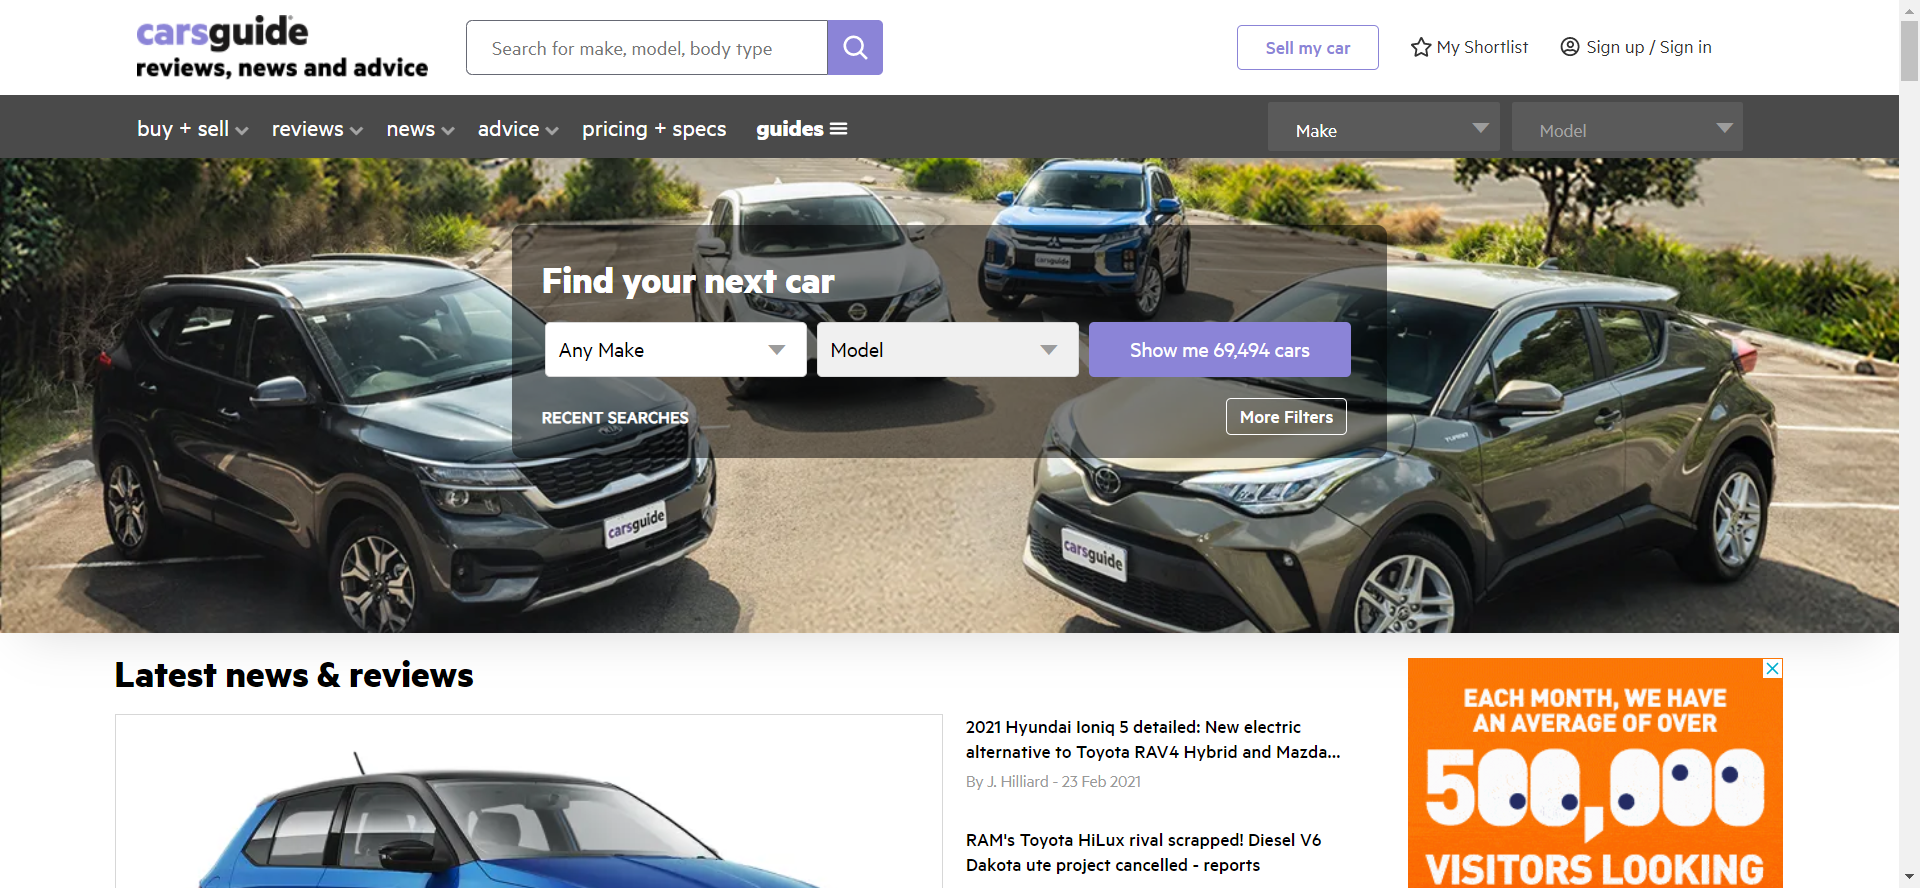 carsguide
reviews, news and advice
Search for make, model, body type
Sell my car
My Shortlist
Sign up / Sign in
buy + sell
reviews
news
advice
pricing + specs
guides
Make
Model
Find your next car
Any Make
Model
Show me 69,494 cars
RECENT SEARCHES
More Filters
carsguide
carsguide
carsguide
Latest news & reviews
2021 Hyundai Ioniq 5 detailed: New electric
alternative to Toyota RAV4 Hybrid and Mazda...
By J. Hilliard - 23 Feb 2021
RAM's Toyota HiLux rival scrapped! Diesel V6
Dakota ute project cancelled - reports
EACH MONTH, WE HAVE
AN AVERAGE OF OVER
500,000
VISITORS LOOKING